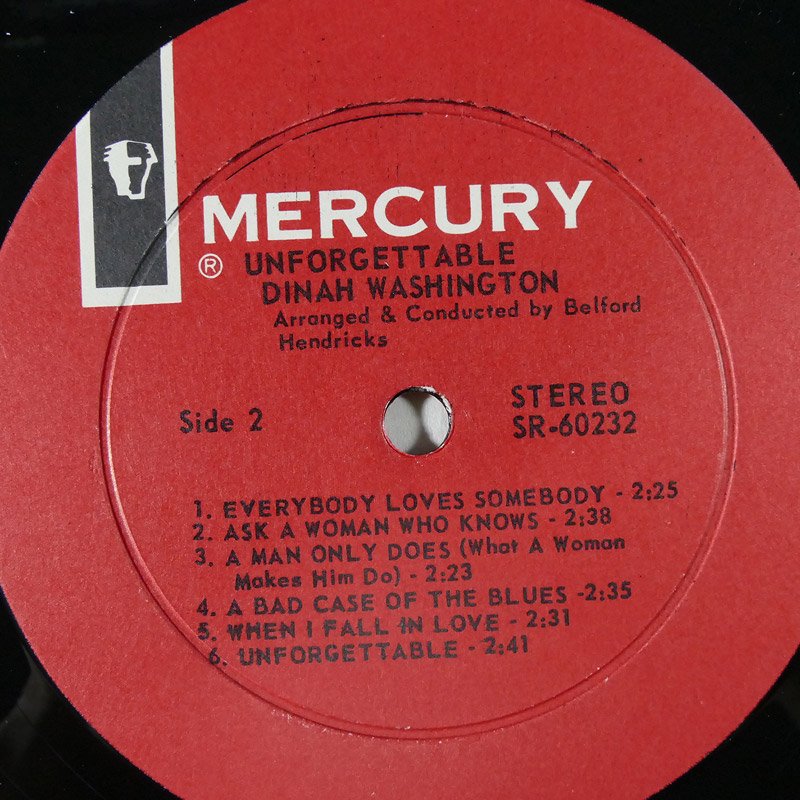 MERCURY
® UNFORGETTABLE
DINAH WASHINGTON
Arranged & Conducted by Belford
Hendricks
Side 2
STEREO
SR-60232
1. EVERYBODY LOVES SOMEBODY - 2:25
2. ASK A WOMAN WHO KNOWS - 2:38
3. A MAN ONLY DOES (What A Woman
Makes Him Do) - 2:23
4. A BAD CASE OF THE BLUES -2:35
5. WHEN I FALL IN LOVE - 2:31
6. UNFORGETTABLE - 2:41